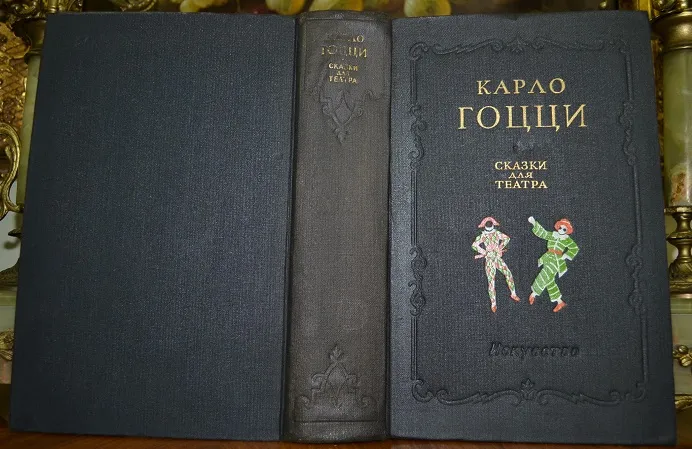 КАРЛО
ГОЦЦИ
СКАЗКИ
ДЛЯ
ТЕАТРА
КАРЛО
ГОЦЦИ
СКАЗКИ
для
ТЕАТРА
Искусство